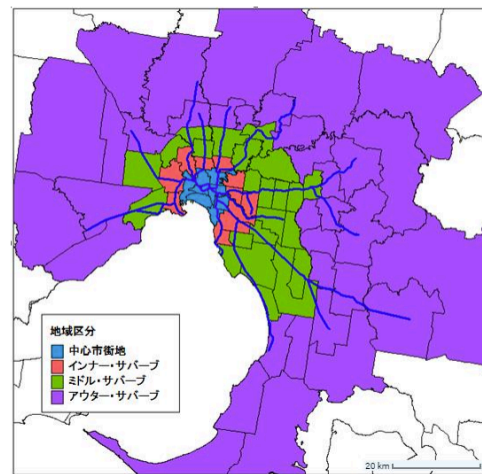 地域区分
中心市街地
インナー・サバーブ
ミドル・サバーブ
アウター・サバーブ
20 km